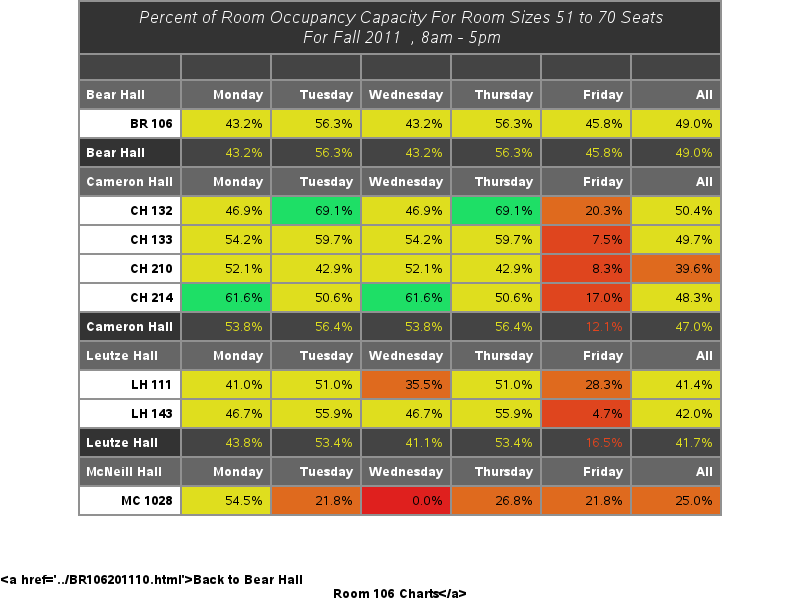 Percent of Room Occupancy Capacity For Room Sizes 51 to 70 Seats
For Fall 2011 , 8am - 5pm
Bear Hall Monday Tuesday Wednesday Thursday Friday All
BR 106 43.2% 56.3% 43.2% 56.3% 45.8% 49.0%
Bear Hall 43.2% 56.3% 43.2% 56.3% 45.8% 49.0%
Cameron Hall Monday Tuesday Wednesday Thursday Friday All
CH 132 46.9% 69.1% 46.9% 69.1% 20.3% 50.4%
CH 133 54.2% 59.7% 54.2% 59.7% 7.5% 49.7%
CH 210 52.1% 42.9% 52.1% 42.9% 8.3% 39.6%
CH 214 61.6% 50.6% 61.6% 50.6% 17.0% 48.3%
Cameron Hall 53.8% 56.4% 53.8% 56.4% 12.1% 47.0%
Leutze Hall Monday Tuesday Wednesday Thursday Friday All
LH 111 41.0% 51.0% 35.5% 51.0% 28.3% 41.4%
LH 143 46.7% 55.9% 46.7% 55.9% 4.7% 42.0%
Leutze Hall 43.8% 53.4% 41.1% 53.4% 16.5% 41.7%
McNeill Hall Monday Tuesday Wednesday Thursday Friday All
MC 1028 54.5% 21.8% 0.0% 26.8% 21.8% 25.0%
<a href='../BR106201110.html'>Back to Bear Hall
Room 106 Charts</a>